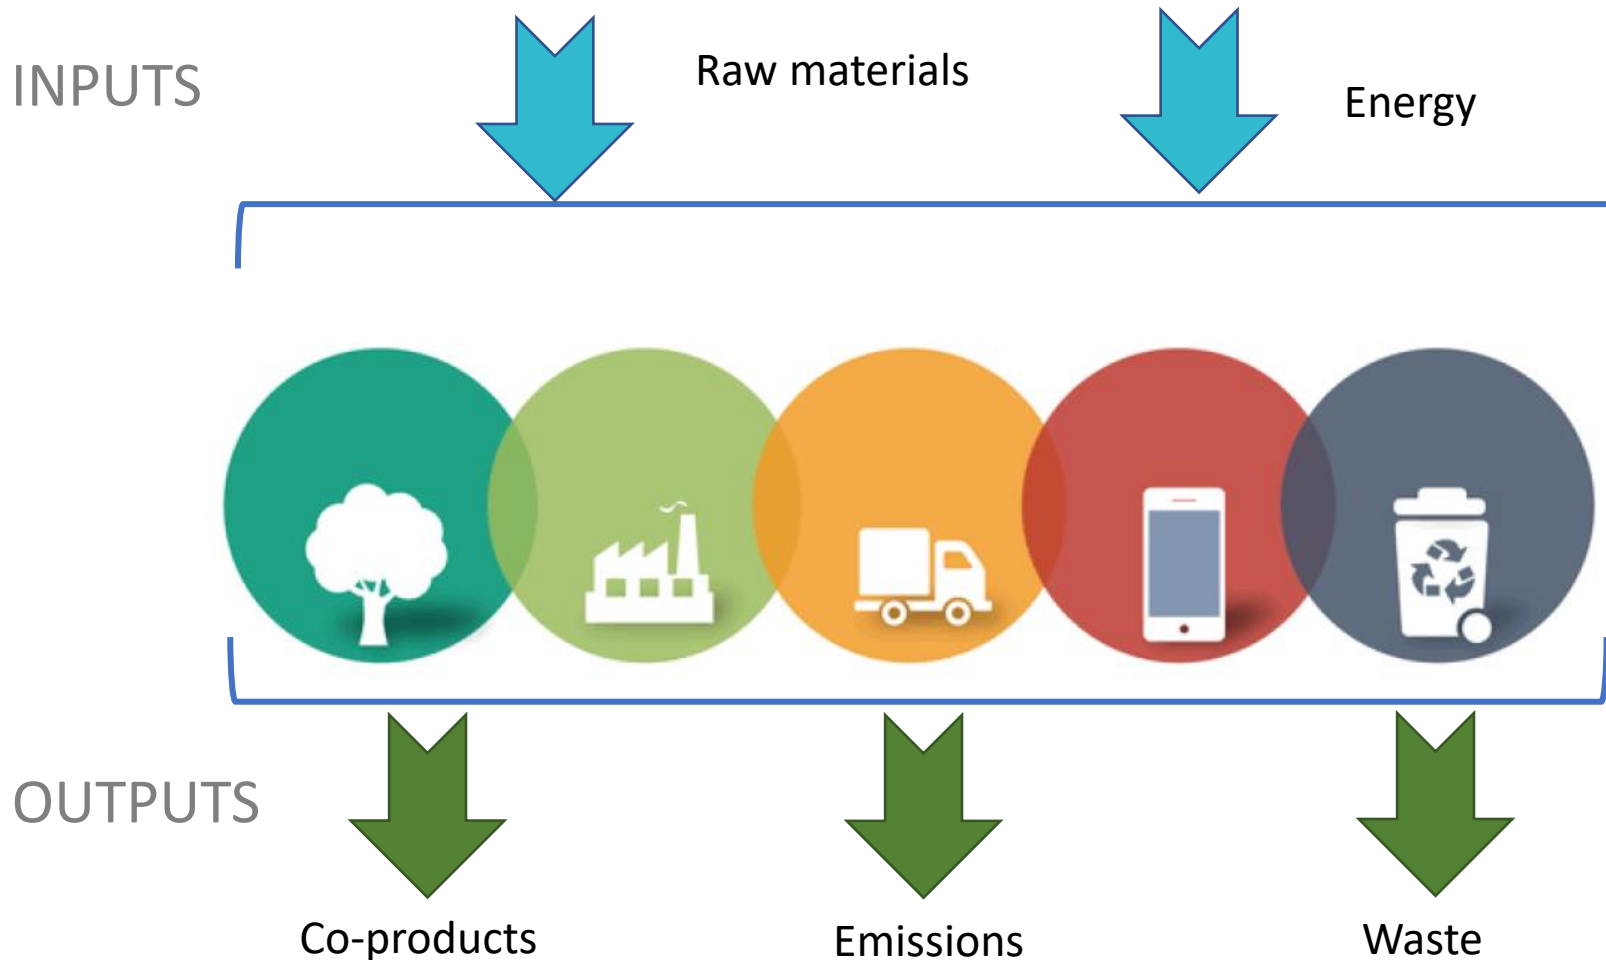 INPUTS
Raw materials
Energy
OUTPUTS
Co-products
Emissions
Waste